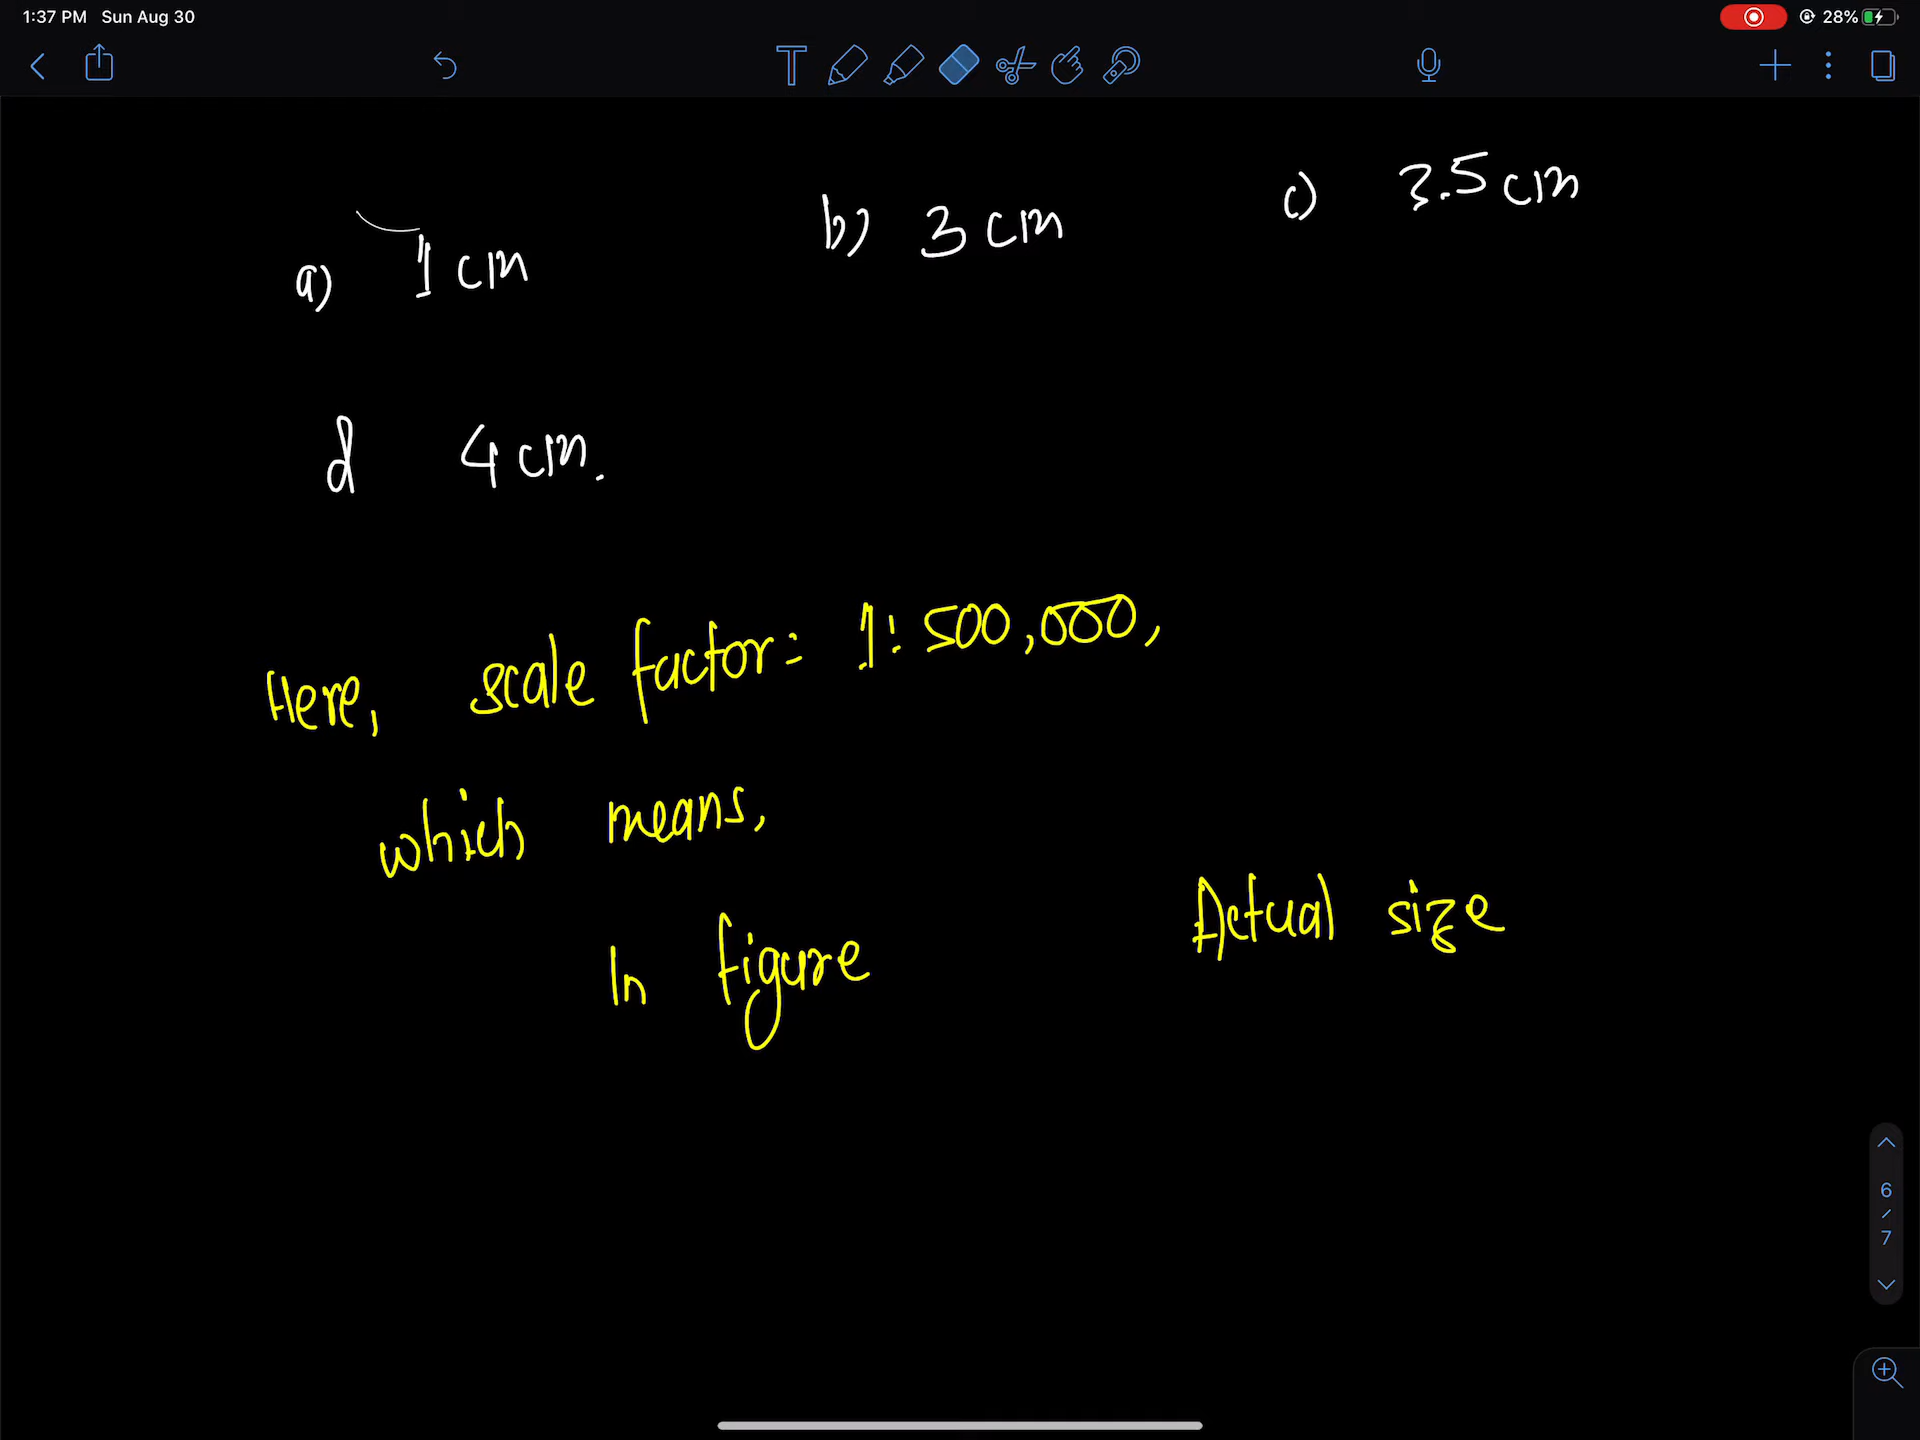 1:37 PM Sun Aug 30
28%
a) 1 cm
b) 3 cm
c) 3.5 cm
d 4 cm.
Here, scale factor = 1: 500,000,
which means,
In figure
Actual size
6
/
7